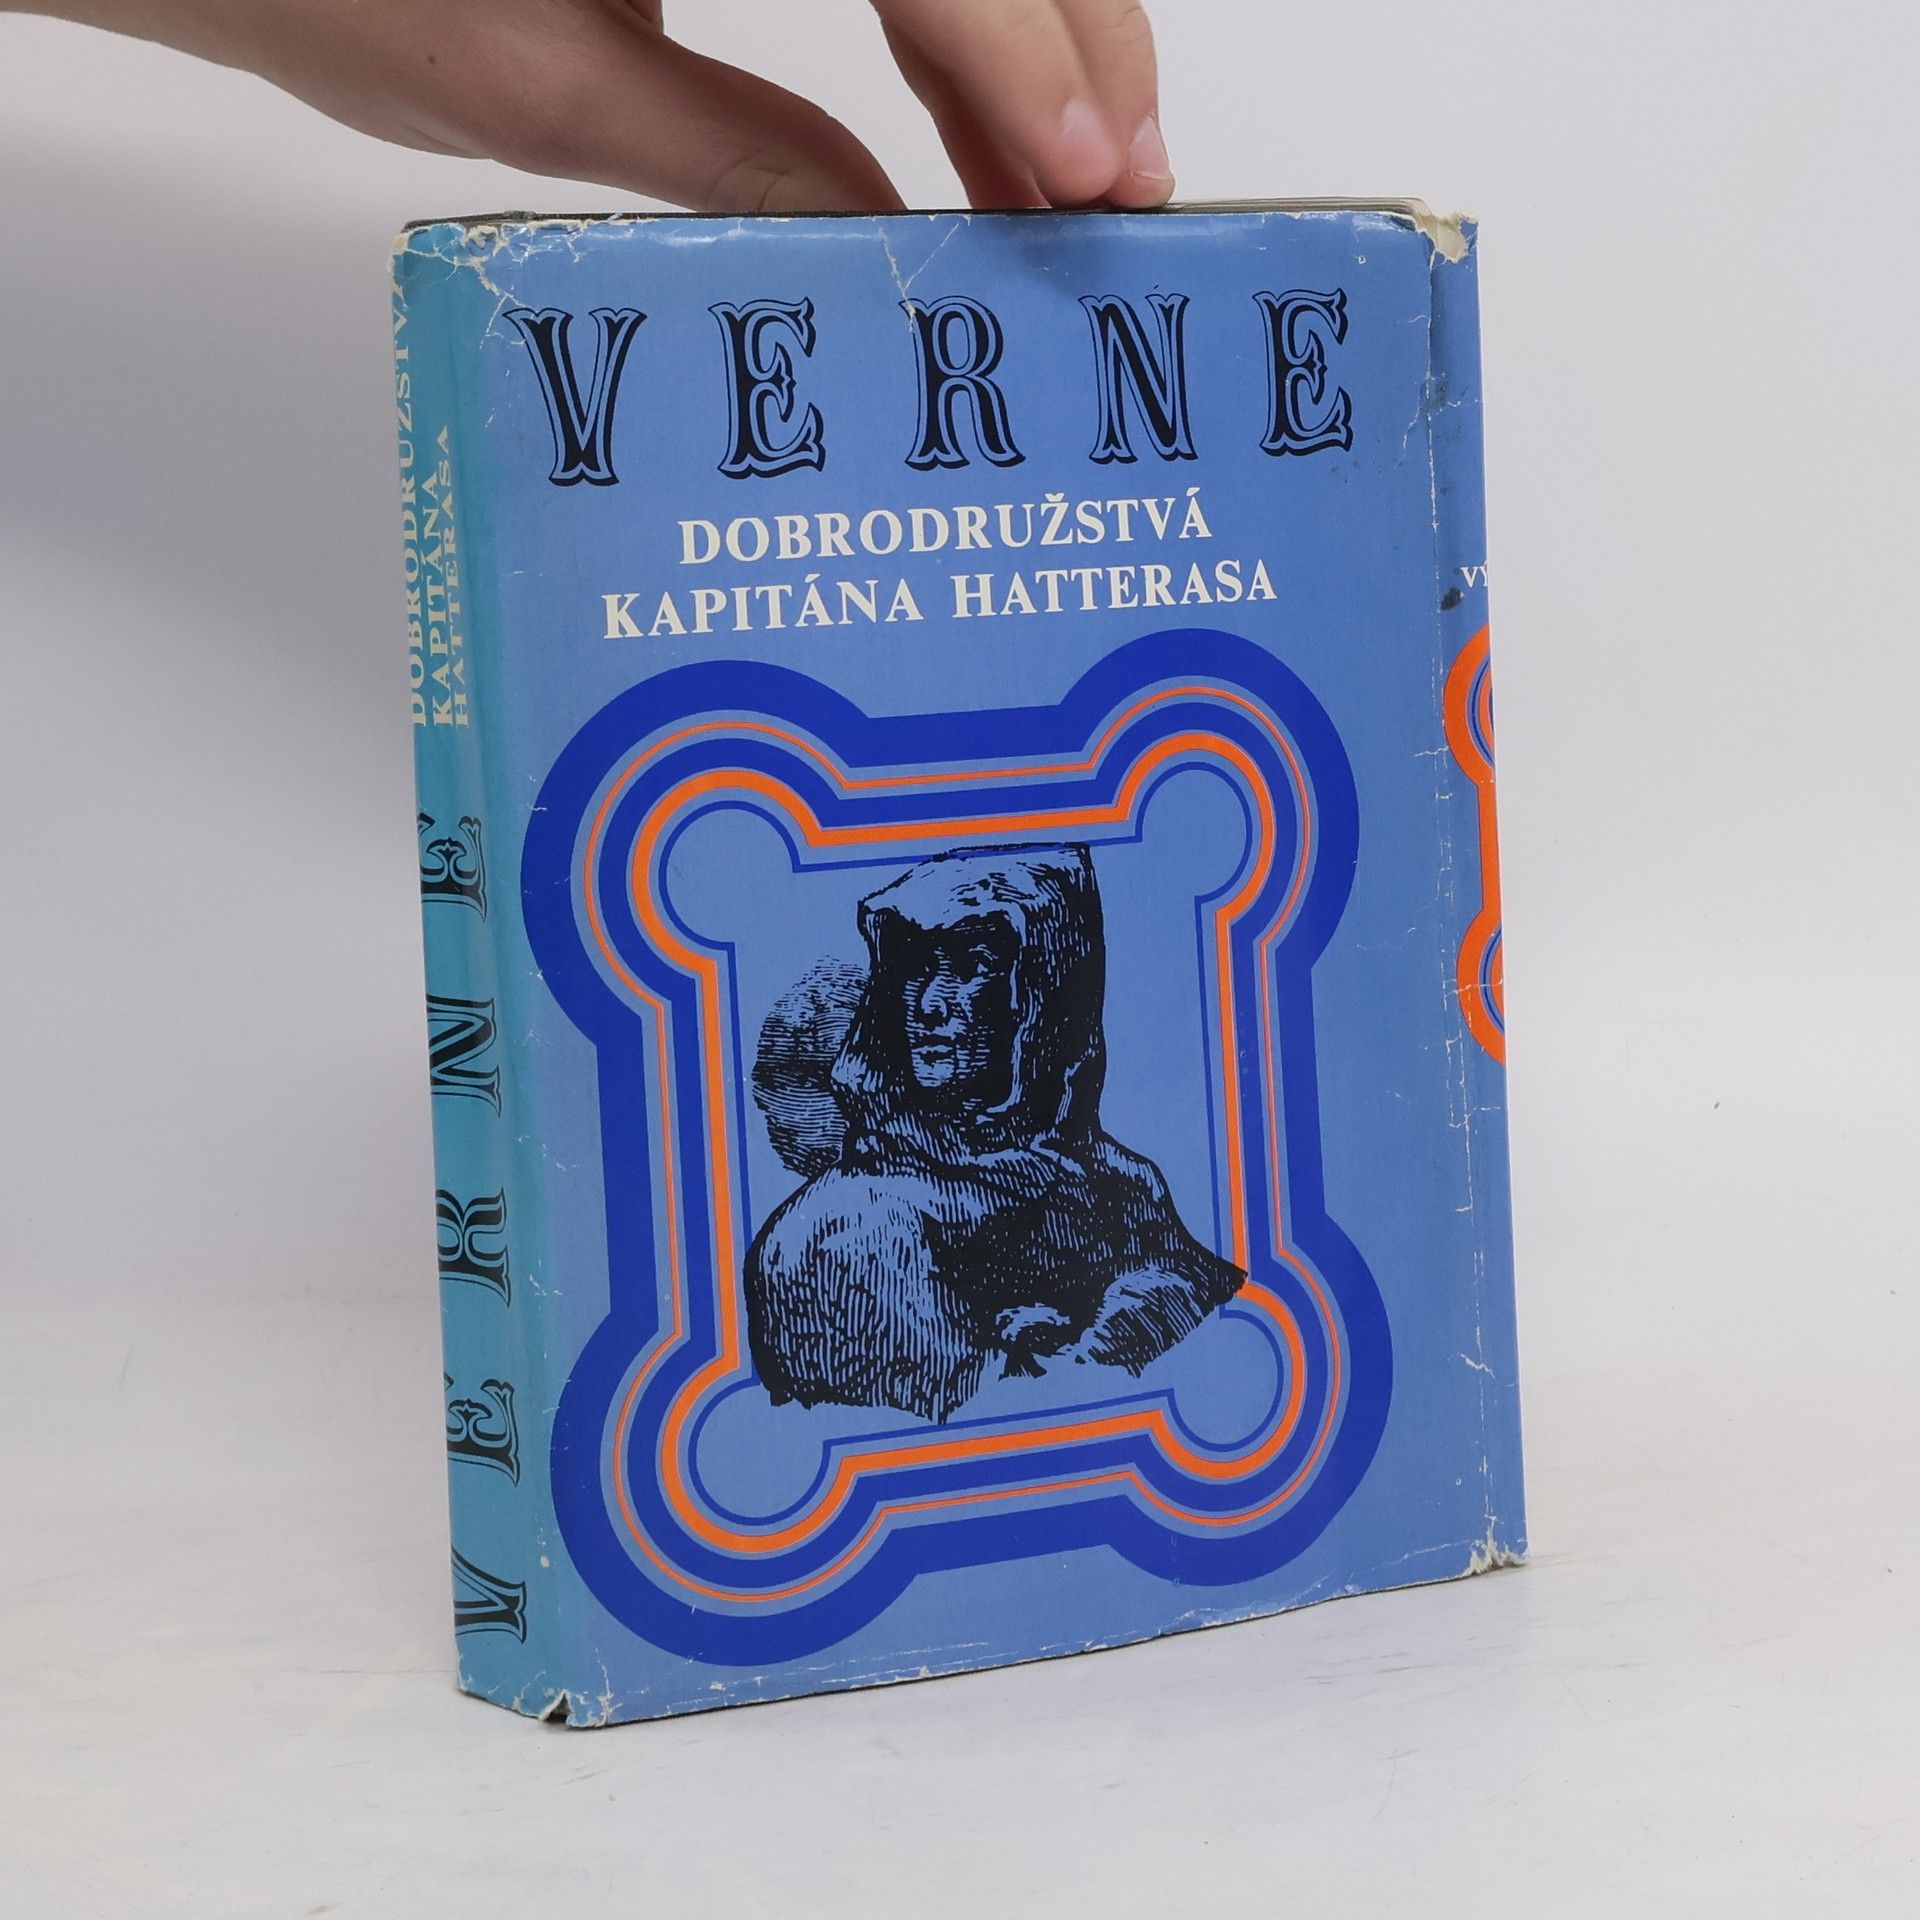 VERNE
DOBRODRUŽSTVÁ
KAPITÁNA HATTERASA
DOBRODRUŽSTVÁ
KAPITÁNA
HATTERASA
VERNE